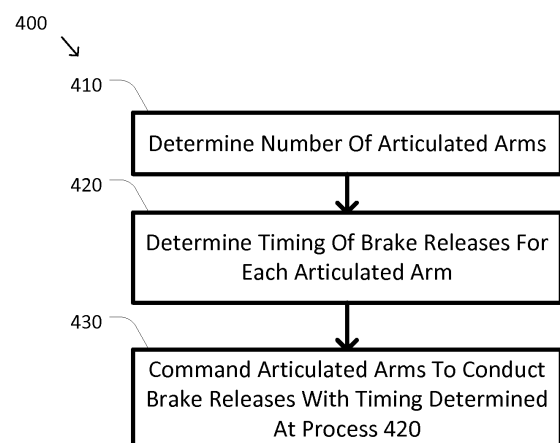 400
410
Determine Number Of Articulated Arms
420
Determine Timing Of Brake Releases For
Each Articulated Arm
430
Command Articulated Arms To Conduct
Brake Releases With Timing Determined
At Process 420